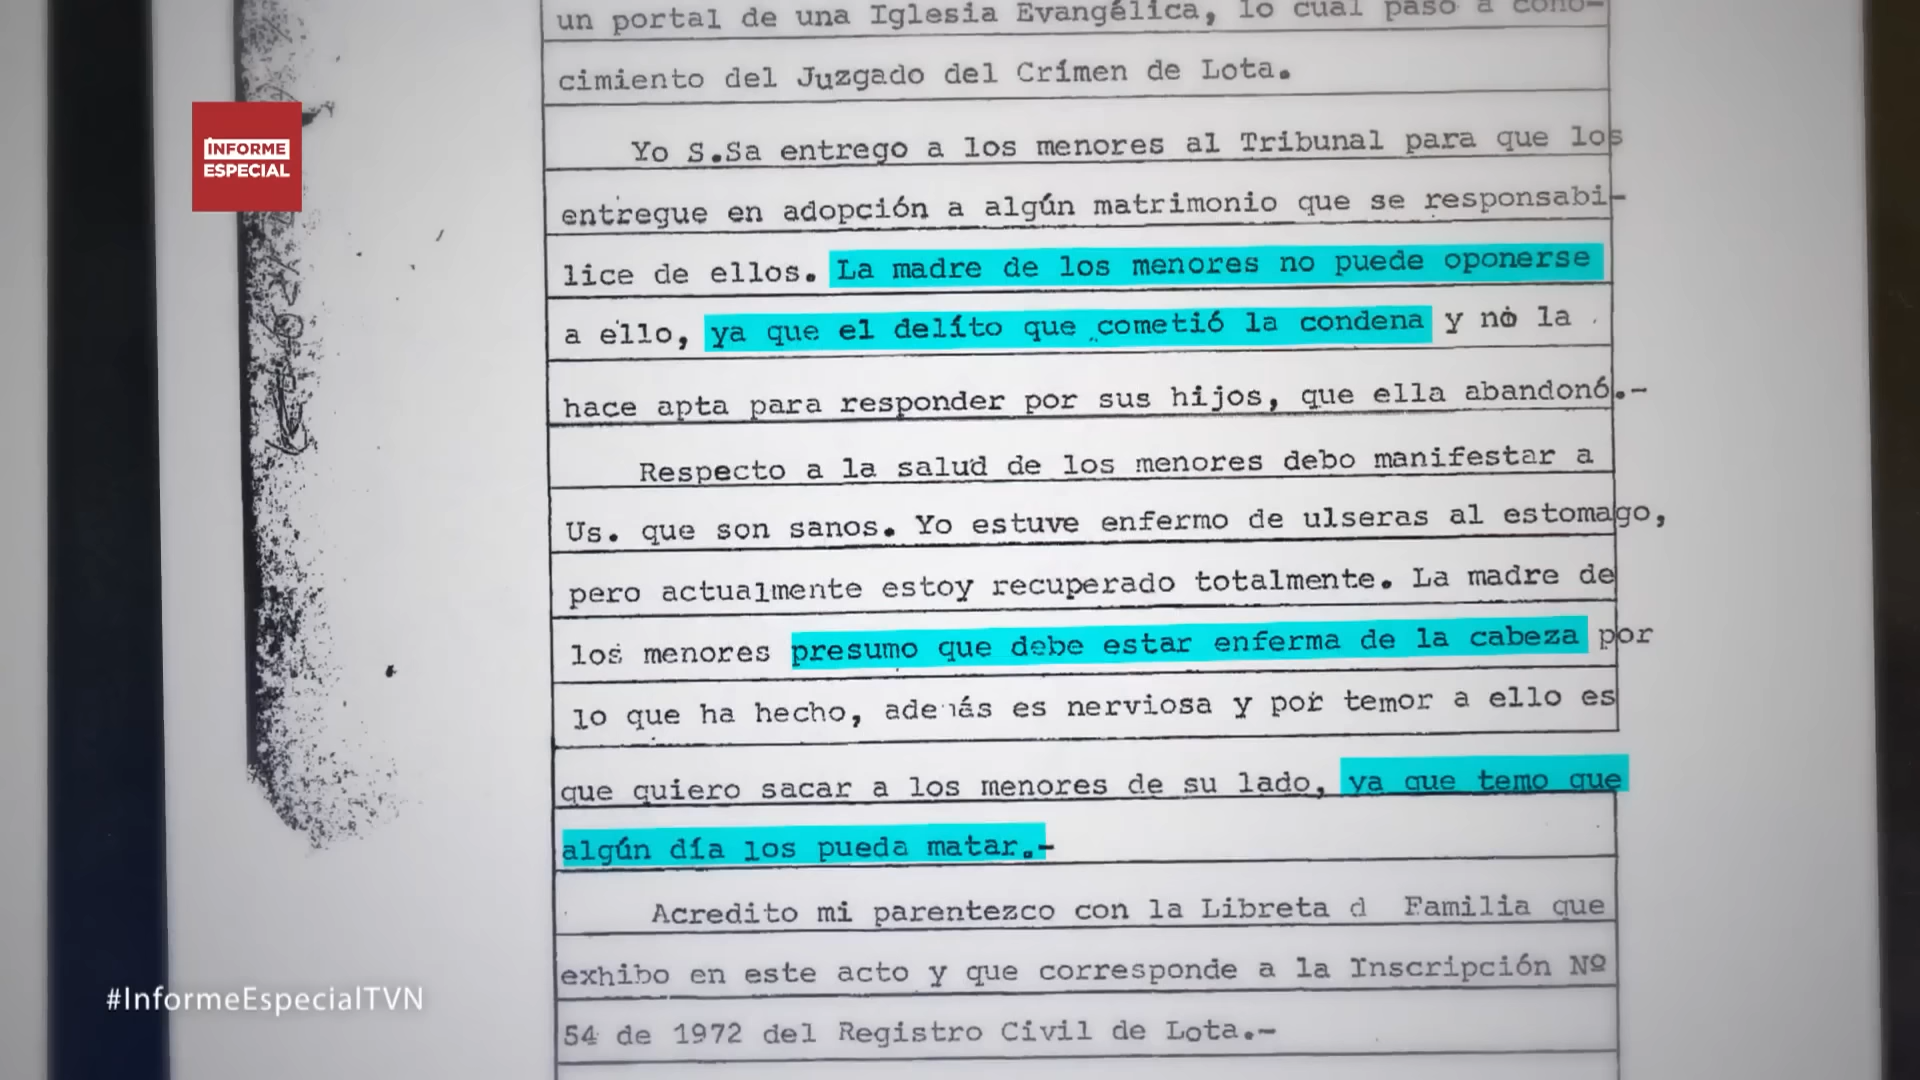 un portal de una Iglesia Evangélica, lo cual paso a cono-
cimiento del Juzgado del Crímen de Lota.
INFORME
ESPECIAL
Yo S.Sa entrego a los menores al Tribunal para que los
entregue en adopción a algún matrimonio que se responsabi-
lice de ellos. La madre de los menores no puede oponerse
a ello, ya que el delíto que cometió la condena y no la
hace apta para responder por sus hijos, que ella abandonó.-
Respecto a la salud de los menores debo manifestar a
Us. que son sanos. Yo estuve enfermo de ulseras al estomago,
pero actualmente estoy recuperado totalmente. La madre de
los menores presumo que debe estar enferma de la cabeza por
lo que ha hecho, además es nerviosa y por temor a ello es
que quiero sacar a los menores de su lado, ya que temo que
algún día los pueda matar.-
Acredito mi parentezco con la Libreta d Familia que
exhibo en este acto y que corresponde a la Inscripción Nº
54 de 1972 del Registro Civil de Lota.-
#InformeEspecialTVN